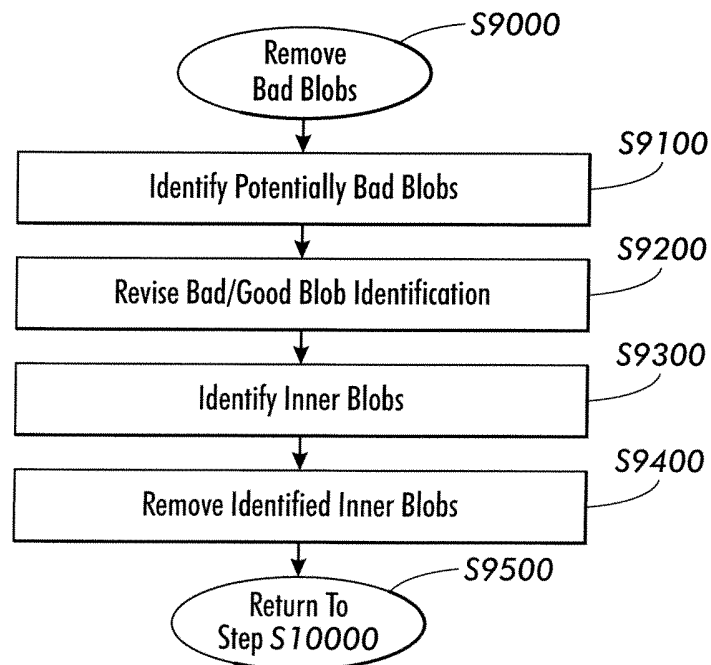 Remove
Bad Blobs
S9000
Identify Potentially Bad Blobs
S9100
Revise Bad/Good Blob Identification
S9200
Identify Inner Blobs
S9300
Remove Identified Inner Blobs
S9400
Return To
Step S10000
S9500